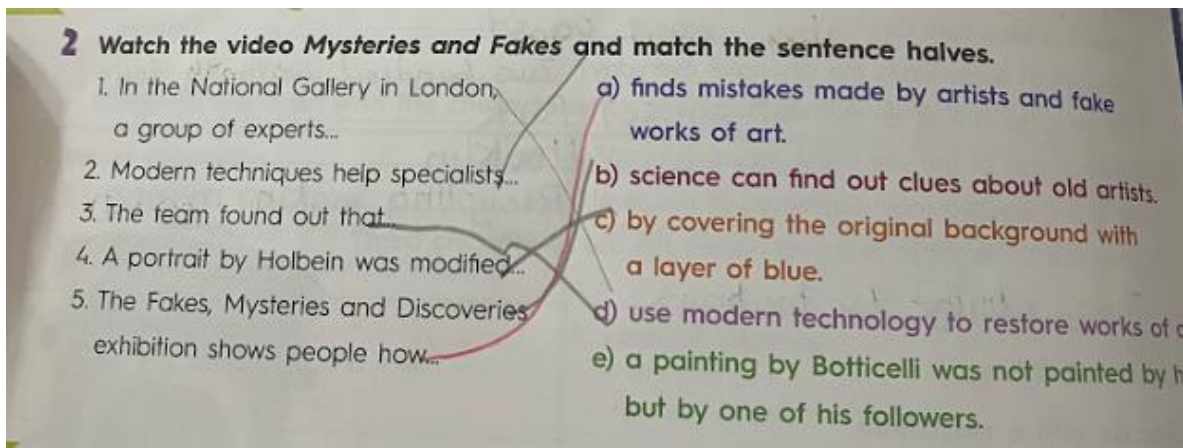 2 Watch the video Mysteries and Fakes and match the sentence halves.
1. In the National Gallery in London,
a group of experts...
2. Modern techniques help specialists...
3. The team found out that...
4. A portrait by Holbein was modified...
5. The Fakes, Mysteries and Discoveries
exhibition shows people how...
a) finds mistakes made by artists and fake
works of art.
b) science can find out clues about old artists.
c) by covering the original background with
a layer of blue.
d) use modern technology to restore works of
e) a painting by Botticelli was not painted by
but by one of his followers.